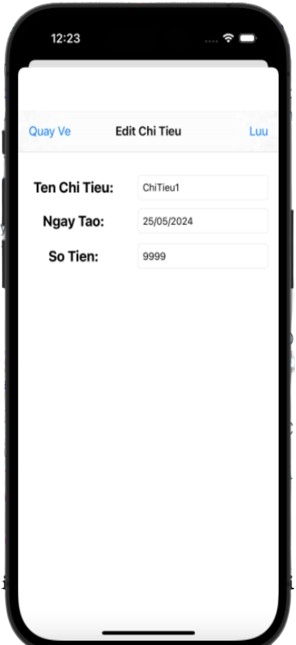 12:23
Quay Ve Edit Chi Tieu Luu
Ten Chi Tieu: ChiTieu1
Ngay Tao: 25/05/2024
So Tien: 9999